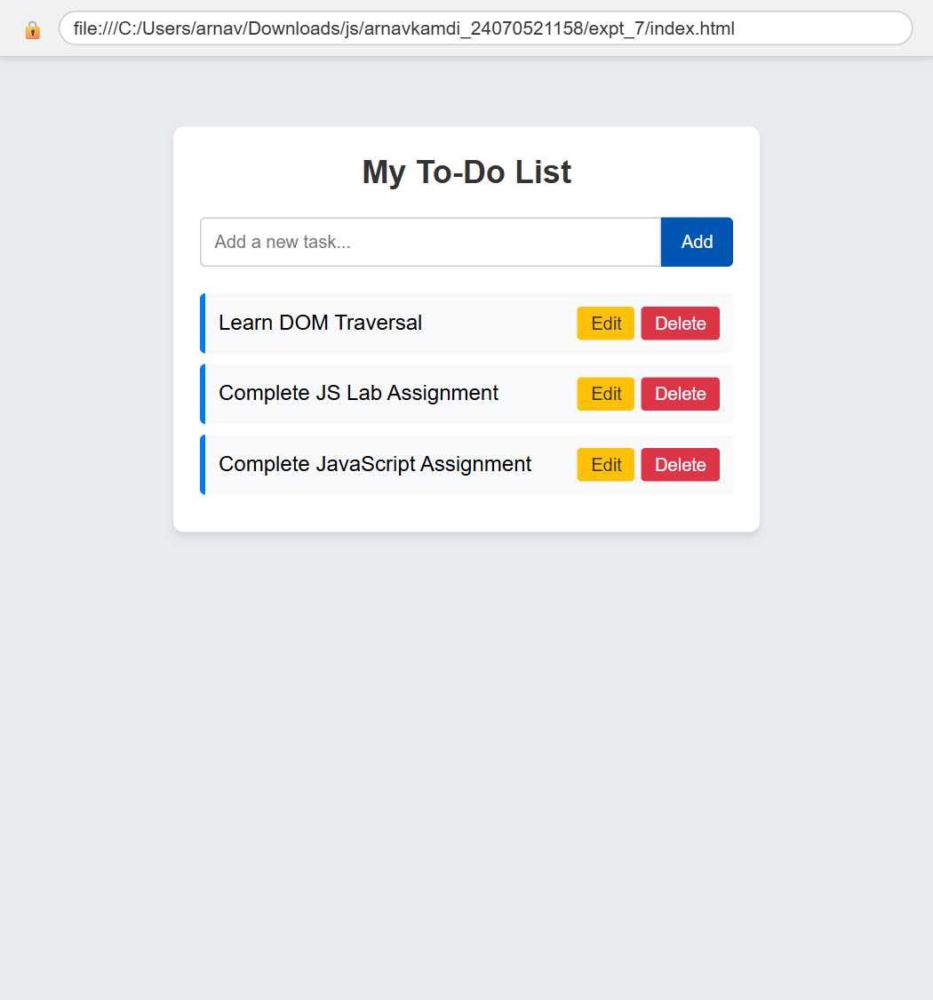 file:///C:/Users/arnav/Downloads/js/arnavkamdi_24070521158/expt_7/index.html
My To-Do List
Add a new task... Add
Learn DOM Traversal Edit Delete
Complete JS Lab Assignment Edit Delete
Complete JavaScript Assignment Edit Delete